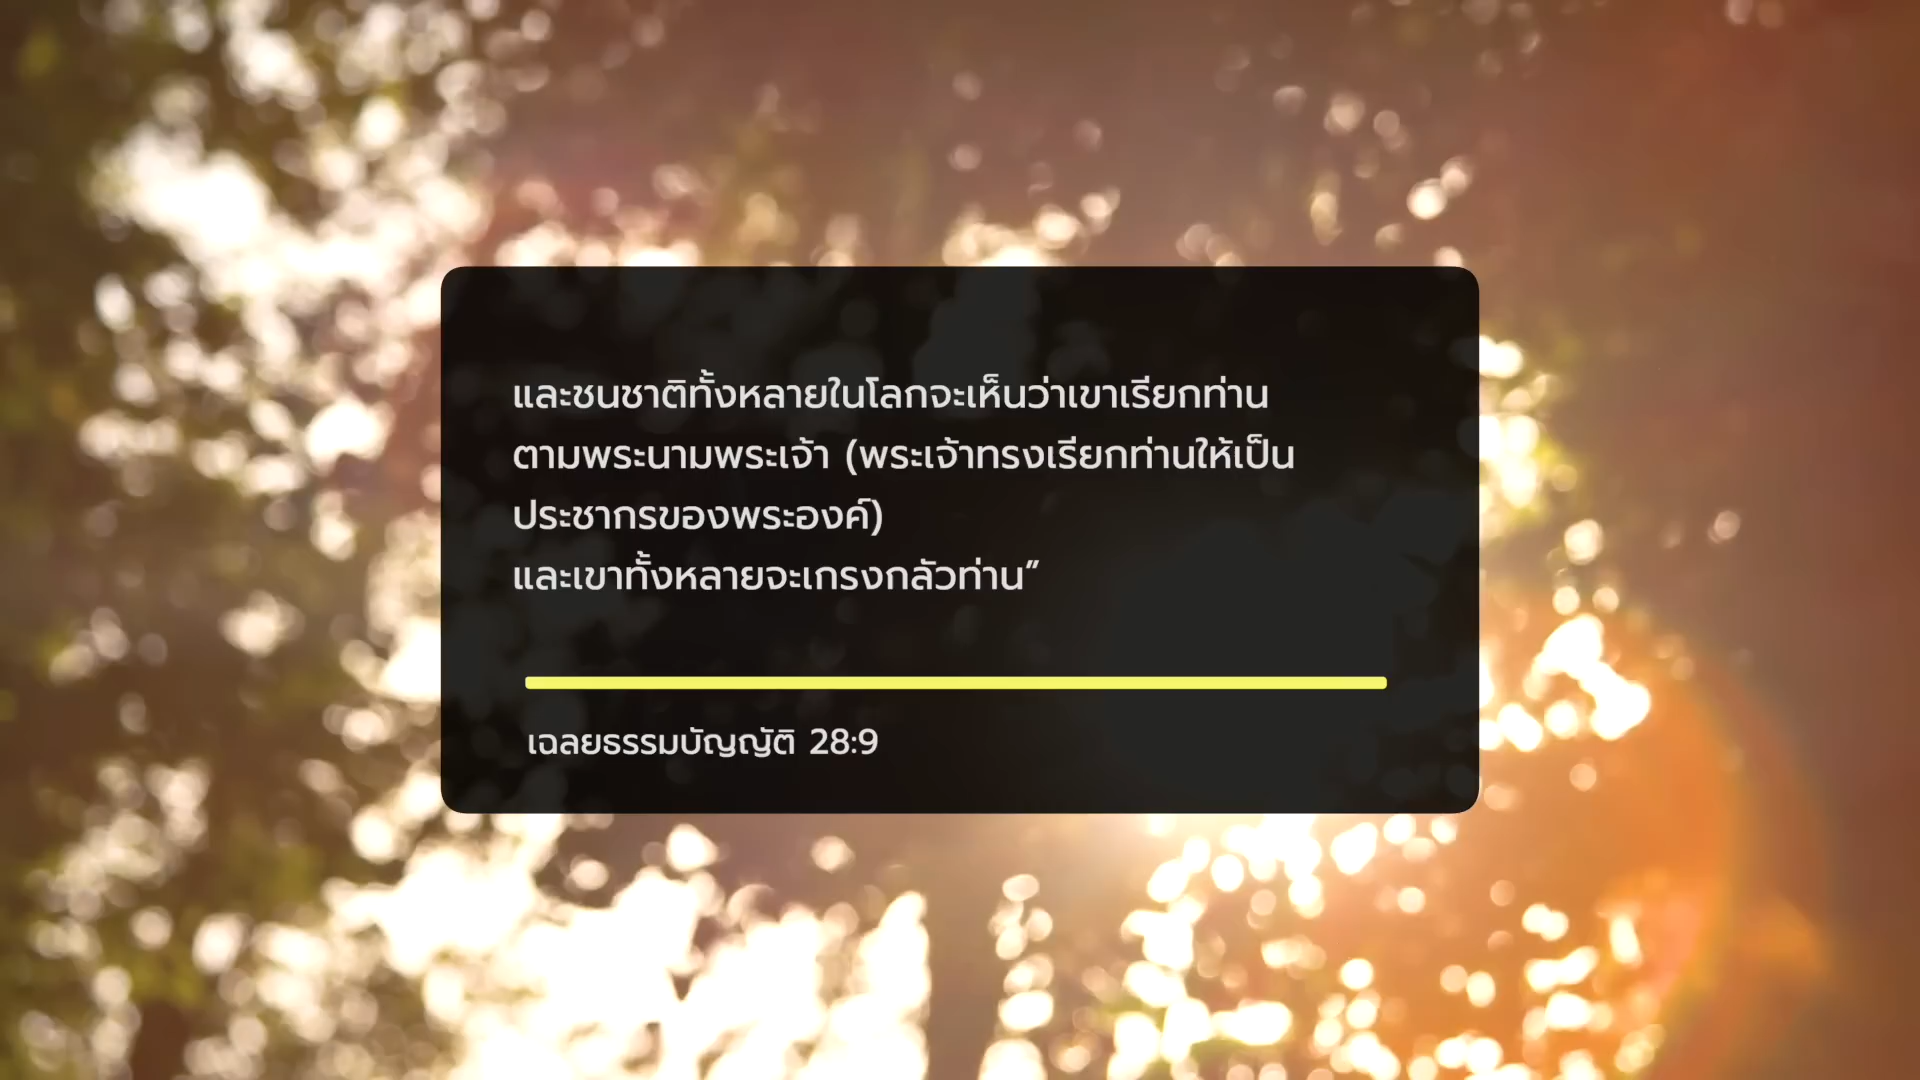 และชนชาติทั้งหลายในโลกจะเห็นว่าเขาเรียกท่าน
ตามพระนามพระเจ้า (พระเจ้าทรงเรียกท่านให้เป็น
ประชากรของพระองค์)
และเขาทั้งหลายจะเกรงกลัวท่าน”
เฉลยธรรมบัญญัติ 28:9